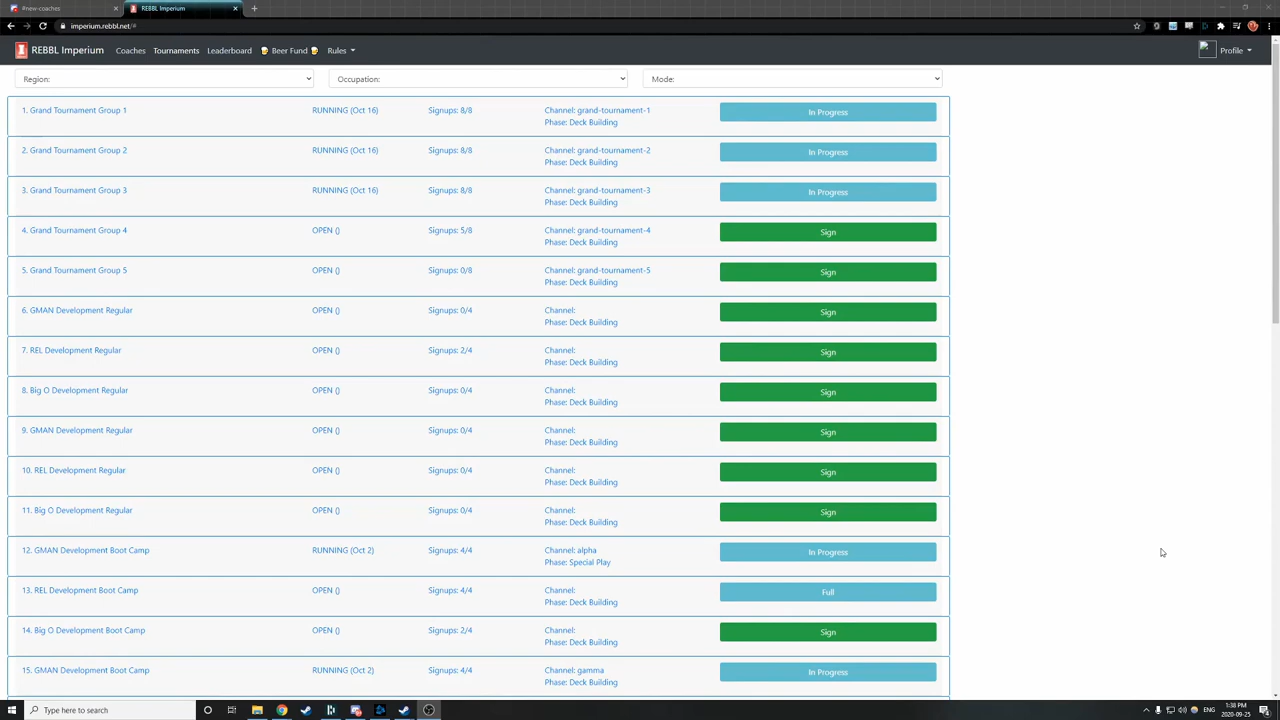 #new-coaches
REBBL Imperium
imperium.rebbl.net/#
REBBL Imperium Coaches Tournaments Leaderboard Beer Fund Rules Profile
Region: Occupation: Mode:
1. Grand Tournament Group 1 RUNNING (Oct 16) Signups: 8/8 Channel: grand-tournament-1 In Progress
Phase: Deck Building
2. Grand Tournament Group 2 RUNNING (Oct 16) Signups: 8/8 Channel: grand-tournament-2 In Progress
Phase: Deck Building
3. Grand Tournament Group 3 RUNNING (Oct 16) Signups: 8/8 Channel: grand-tournament-3 In Progress
Phase: Deck Building
4. Grand Tournament Group 4 OPEN () Signups: 5/8 Channel: grand-tournament-4 Sign
Phase: Deck Building
5. Grand Tournament Group 5 OPEN () Signups: 0/8 Channel: grand-tournament-5 Sign
Phase: Deck Building
6. GMAN Development Regular OPEN () Signups: 0/4 Channel: Sign
Phase: Deck Building
7. REL Development Regular OPEN () Signups: 2/4 Channel: Sign
Phase: Deck Building
8. Big O Development Regular OPEN () Signups: 0/4 Channel: Sign
Phase: Deck Building
9. GMAN Development Regular OPEN () Signups: 0/4 Channel: Sign
Phase: Deck Building
10. REL Development Regular OPEN () Signups: 0/4 Channel: Sign
Phase: Deck Building
11. Big O Development Regular OPEN () Signups: 0/4 Channel: Sign
Phase: Deck Building
12. GMAN Development Boot Camp RUNNING (Oct 2) Signups: 4/4 Channel: alpha In Progress
Phase: Special Play
13. REL Development Boot Camp OPEN () Signups: 4/4 Channel: Full
Phase: Deck Building
14. Big O Development Boot Camp OPEN () Signups: 2/4 Channel: Sign
Phase: Deck Building
15. GMAN Development Boot Camp RUNNING (Oct 2) Signups: 4/4 Channel: gamma In Progress
Phase: Deck Building
Type here to search ENG 1:38 PM
2020-09-25